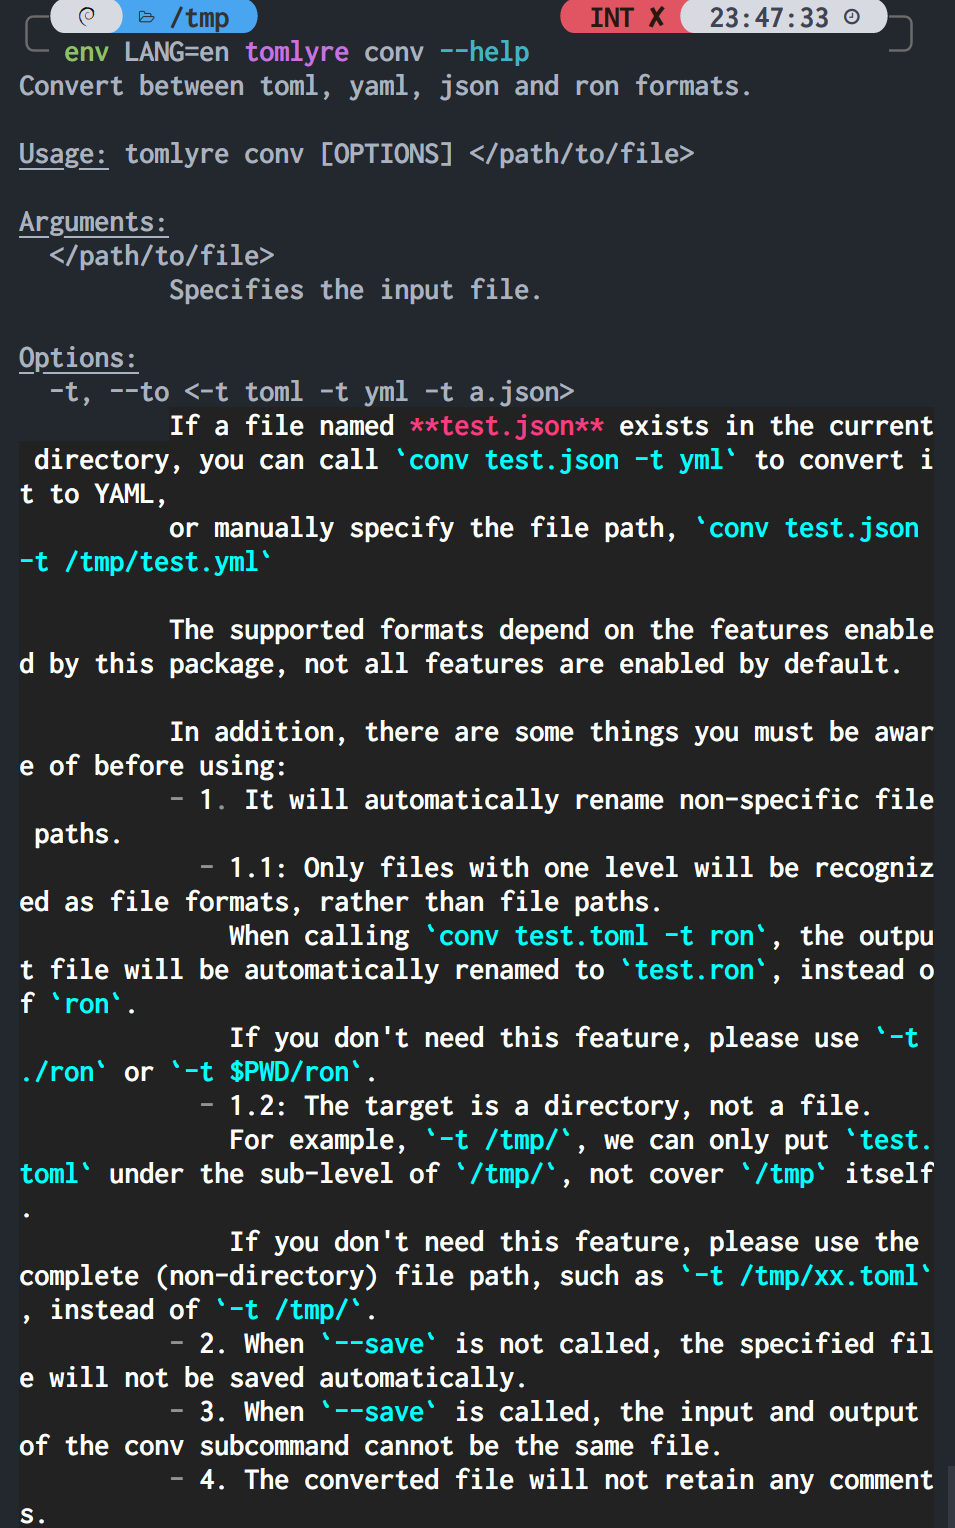 /tmp INT ✘ 23:47:33
env LANG=en tomlyre conv --help
Convert between toml, yaml, json and ron formats.
Usage: tomlyre conv [OPTIONS] </path/to/file>
Arguments:
</path/to/file>
Specifies the input file.
Options:
-t, --to <-t toml -t yml -t a.json>
If a file named **test.json** exists in the current
directory, you can call `conv test.json -t yml` to convert i
t to YAML,
or manually specify the file path, `conv test.json
-t /tmp/test.yml`
The supported formats depend on the features enable
d by this package, not all features are enabled by default.
In addition, there are some things you must be awar
e of before using:
- 1. It will automatically rename non-specific file
paths.
- 1.1: Only files with one level will be recogniz
ed as file formats, rather than file paths.
When calling `conv test.toml -t ron`, the outpu
t file will be automatically renamed to `test.ron`, instead o
f `ron`.
If you don't need this feature, please use `-t
./ron` or `-t $PWD/ron`.
- 1.2: The target is a directory, not a file.
For example, `-t /tmp/`, we can only put `test.
toml` under the sub-level of `/tmp/`, not cover `/tmp` itself
.
If you don't need this feature, please use the
complete (non-directory) file path, such as `-t /tmp/xx.toml`
, instead of `-t /tmp/`.
- 2. When `--save` is not called, the specified fil
e will not be saved automatically.
- 3. When `--save` is called, the input and output
of the conv subcommand cannot be the same file.
- 4. The converted file will not retain any comment
s.